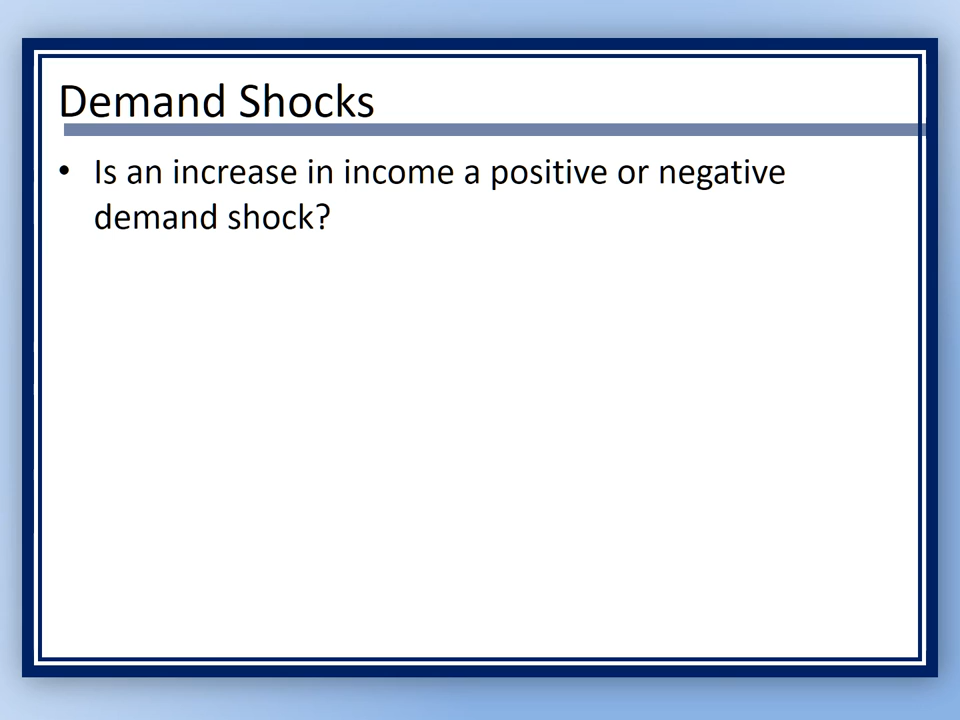 Demand Shocks
• Is an increase in income a positive or negative
demand shock?